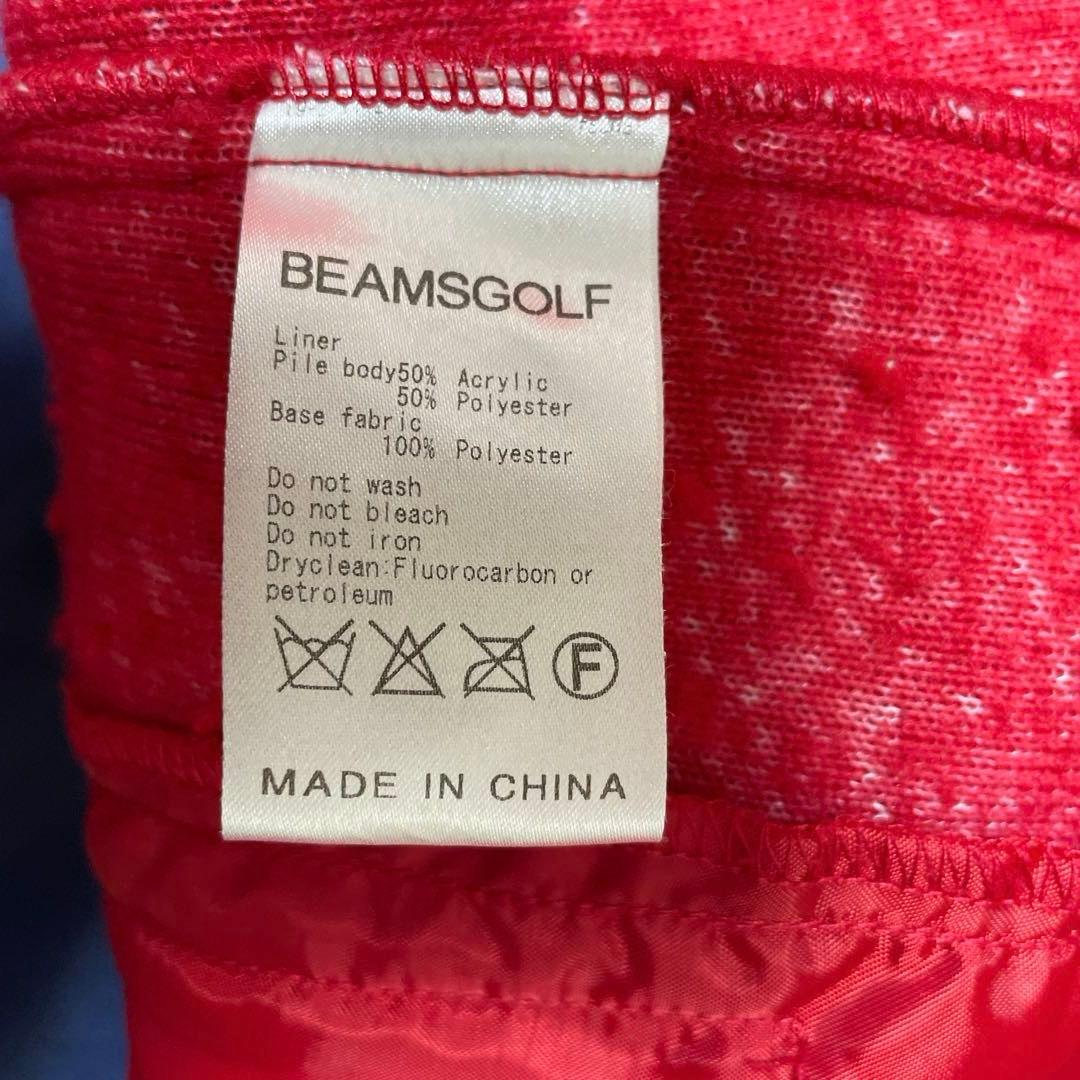 BEAMSGOLF
Liner
Pile body50% Acrylic
50% Polyester
Base fabric
100% Polyester
Do not wash
Do not bleach
Do not iron
Dryclean:Fluorocarbon or
petroleum
F
MADE IN CHINA